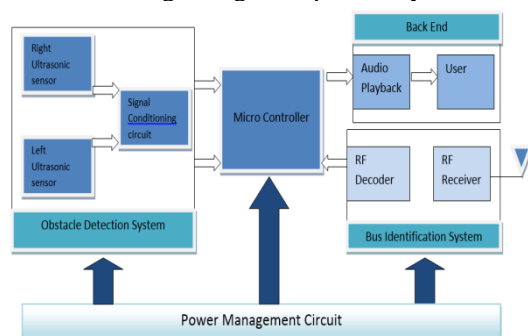 Back End
Right
Ultrasonic
sensor
Signal
Conditioning
circuit
Left
Ultrasonic
sensor
Obstacle Detection System
Micro Controller
Audio
Playback
User
RF
Decoder
RF
Receiver
Bus Identification System
Power Management Circuit